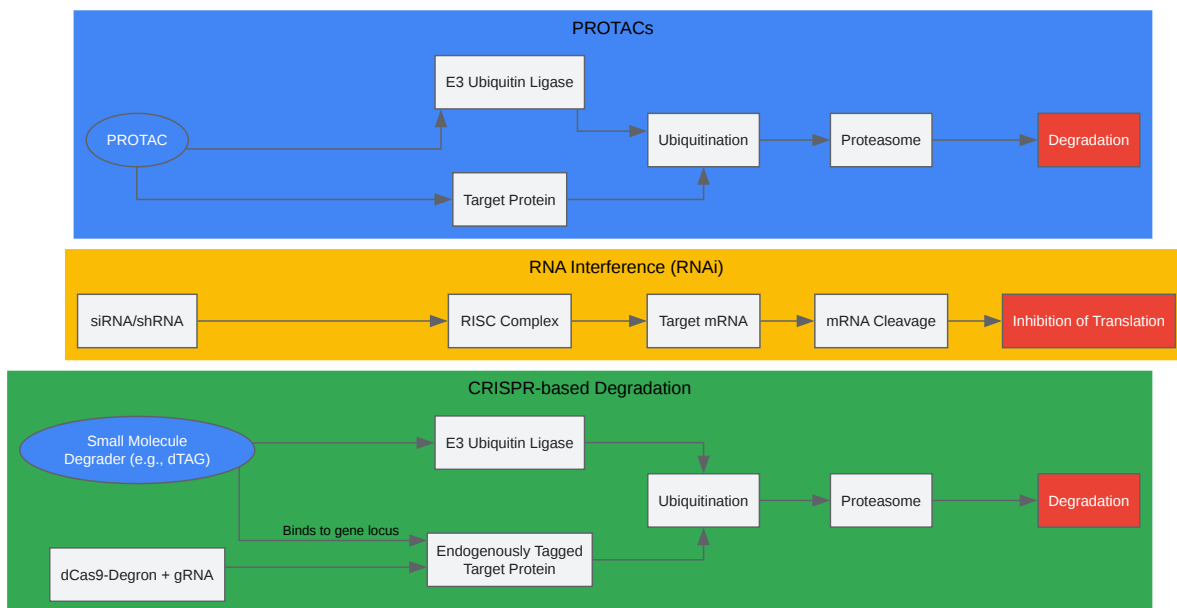 PROTACs
E3 Ubiquitin Ligase
PROTAC
Ubiquitination
Proteasome
Degradation
Target Protein
RNA Interference (RNAi)
siRNA/shRNA
RISC Complex
Target mRNA
mRNA Cleavage
Inhibition of Translation
CRISPR-based Degradation
Small Molecule
Degrader (e.g., dTAG)
E3 Ubiquitin Ligase
Ubiquitination
Proteasome
Degradation
Binds to gene locus
Endogenously Tagged
Target Protein
dCas9-Degron + gRNA